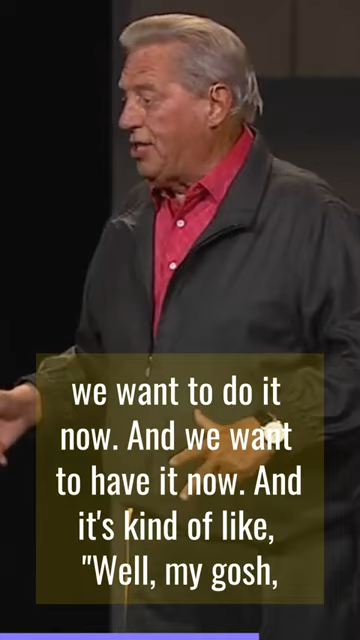 we want to do it
now. And we want
to have it now. And
it's kind of like,
"Well, my gosh,